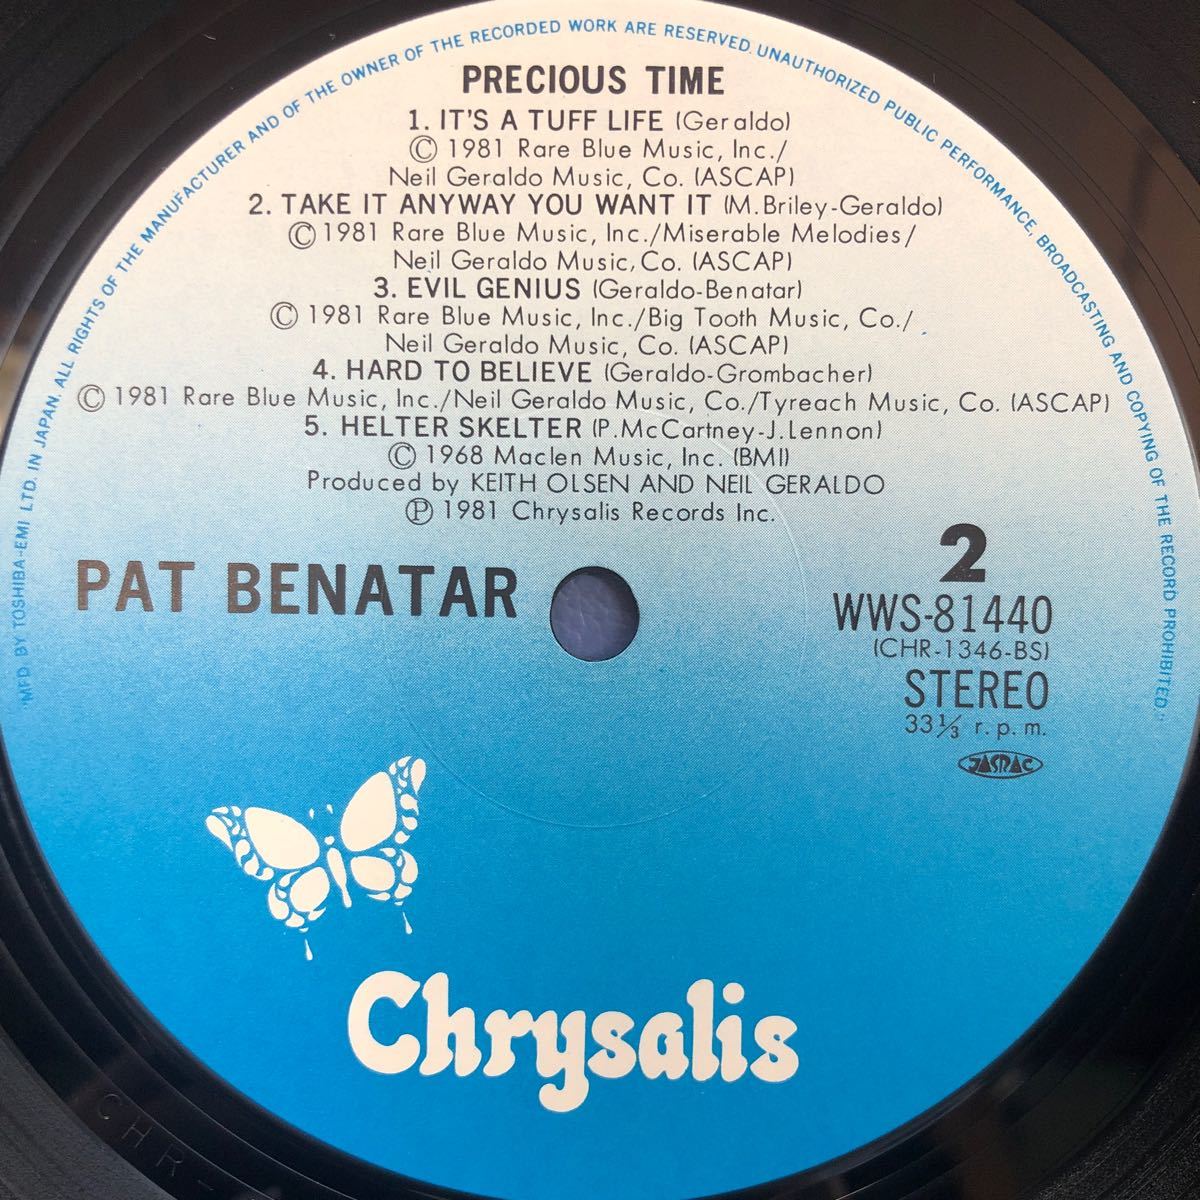 "MFD BY TOSHIBA-EMI LTD. IN JAPAN. ALL RIGHTS OF THE MANUFACTURER AND OF THE OWNER OF THE RECORDED WORK ARE RESERVED. UNAUTHORIZED PUBLIC PERFORMANCE, BROADCASTING AND COPYING OF THE RECORD PROHIBITED."
PRECIOUS TIME
1. IT'S A TUFF LIFE (Geraldo)
© 1981 Rare Blue Music, Inc./
Neil Geraldo Music, Co. (ASCAP)
2. TAKE IT ANYWAY YOU WANT IT (M.Briley-Geraldo)
© 1981 Rare Blue Music, Inc./Miserable Melodies/
Neil Geraldo Music, Co. (ASCAP)
3. EVIL GENIUS (Geraldo-Benatar)
© 1981 Rare Blue Music, Inc./Big Tooth Music, Co./
Neil Geraldo Music, Co. (ASCAP)
4. HARD TO BELIEVE (Geraldo-Grombacher)
© 1981 Rare Blue Music, Inc./Neil Geraldo Music, Co./Tyreach Music, Co. (ASCAP)
5. HELTER SKELTER (P.McCartney-J.Lennon)
© 1968 Maclen Music, Inc. (BMI)
Produced by KEITH OLSEN AND NEIL GERALDO
℗ 1981 Chrysalis Records Inc.
PAT BENATAR
2
WWS-81440
(CHR-1346-BS)
STEREO
33⅓ r.p.m.
JASRAC
Chrysalis
CHR-